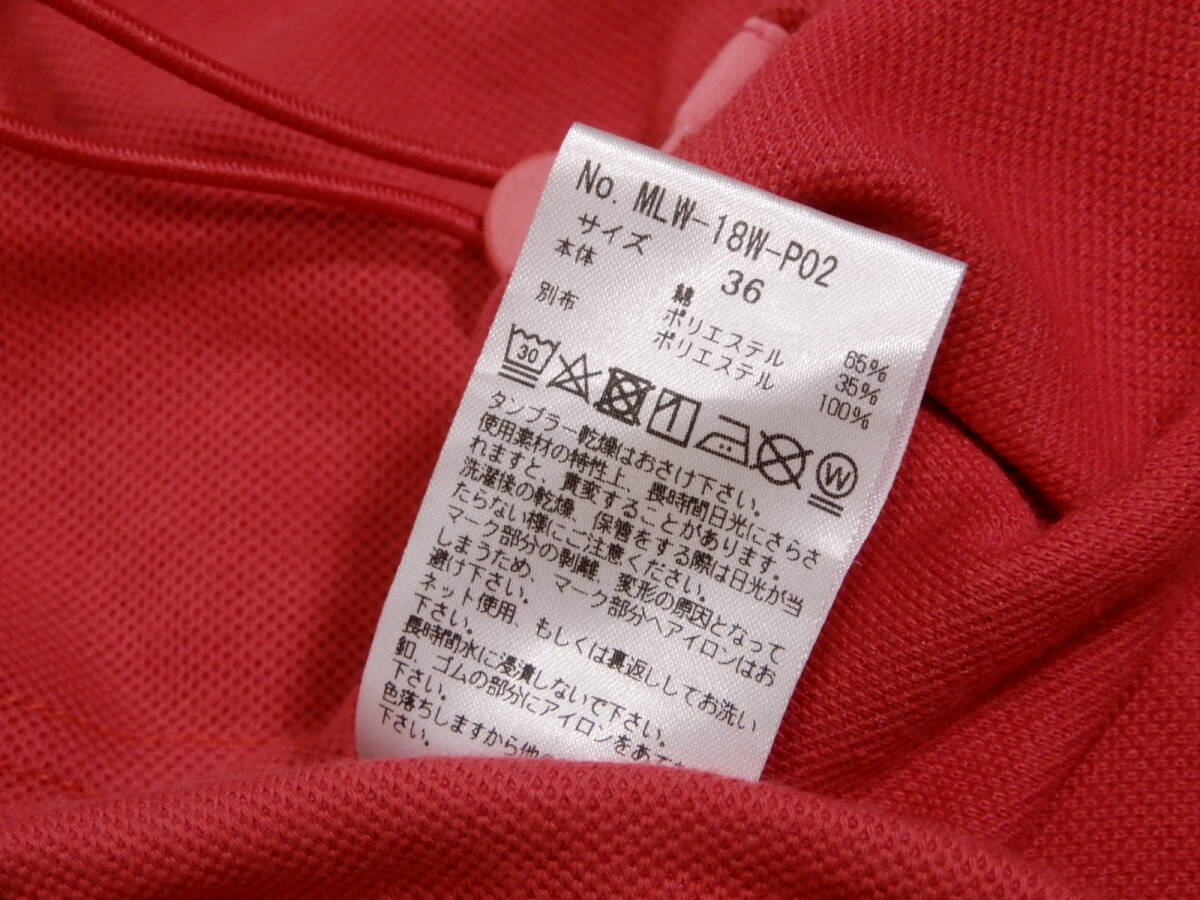 No. MLW-18W-P02
サイズ 36
本体 綿 65%
ポリエステル 35%
別布 ポリエステル 100%
30
W
タンブラー乾燥はおさけ下さい。
使用素材の特性上、長時間日光にさらさ
れますと、黄変することがあります。
洗濯後の乾燥、保管をする際は日光が当
たらない様にご注意ください。
マーク部分の剥離、変形の原因となって
しまうため、マーク部分へアイロンはお
避け下さい。
ネット使用、もしくは裏返ししてお洗い
下さい。
長時間水に浸漬しないで下さい。
釦、ゴムの部分にアイロンをあて
下さい。
色落ちしますから他
下さい。